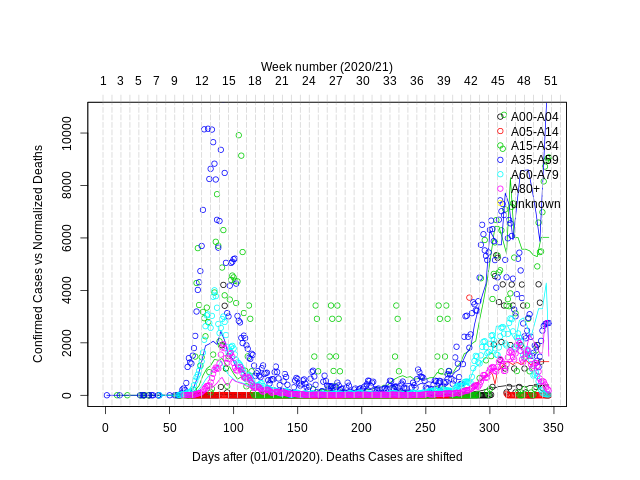 Week number (2020/21)
1 3 5 7 9 12 15 18 21 24 27 30 33 36 39 42 45 48 51
Confirmed Cases vs Normalized Deaths
10000
8000
6000
4000
2000
0
A00-A04
A05-A14
A15-A34
A35-A59
A60-A79
A80+
unknown
0 50 100 150 200 250 300 350
Days after (01/01/2020). Deaths Cases are shifted